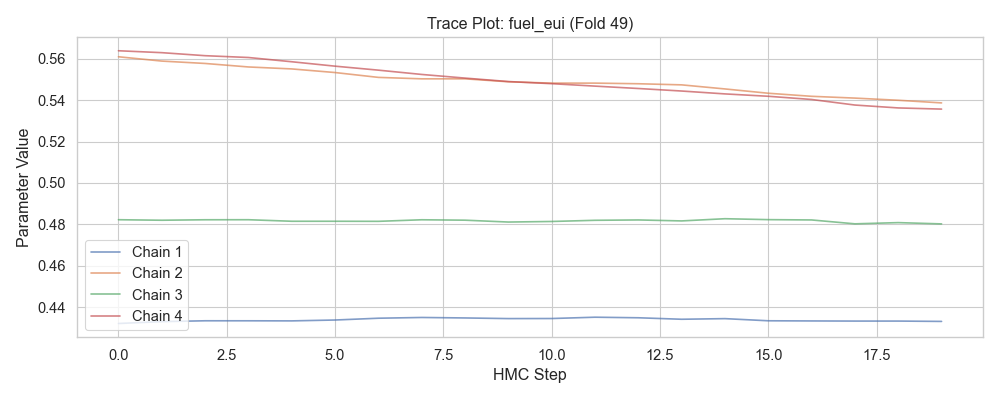 Trace Plot: fuel_eui (Fold 49)
Parameter Value
0.56
0.54
0.52
0.50
0.48
0.46
0.44
Chain 1
Chain 2
Chain 3
Chain 4
0.0 2.5 5.0 7.5 10.0 12.5 15.0 17.5
HMC Step